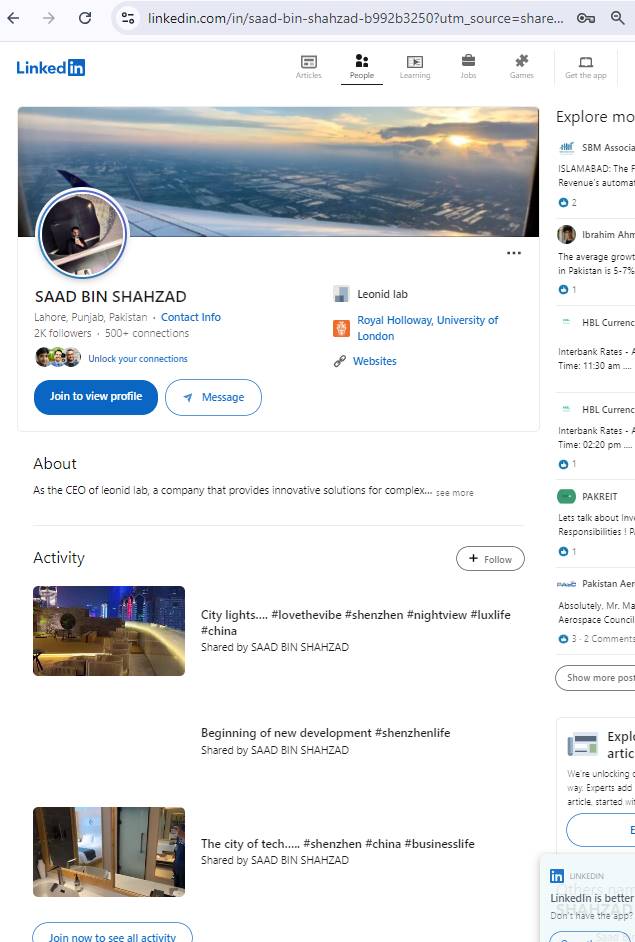 linkedin.com/in/saad-bin-shahzad-b992b3250?utm_source=share...
Linkedin
Articles
People
Learning
Jobs
Games
Get the app
SAAD BIN SHAHZAD
Lahore, Punjab, Pakistan · Contact Info
2K followers · 500+ connections
Unlock your connections
Join to view profile
Message
Leonid lab
Royal Holloway, University of
London
Websites
About
As the CEO of leonid lab, a company that provides innovative solutions for complex... see more
Activity
+ Follow
City lights.... #lovethevibe #shenzhen #nightview #luxlife
#china
Shared by SAAD BIN SHAHZAD
Beginning of new development #shenzhenlife
Shared by SAAD BIN SHAHZAD
The city of tech..... #shenzhen #china #businesslife
Shared by SAAD BIN SHAHZAD
Join now to see all activity
Explore mo
SBM Associa
ISLAMABAD: The F
Revenue's automat
2
Ibrahim Ahm
The average growt
in Pakistan is 5-7%
1
HBL Currenc
Interbank Rates - A
Time: 11:30 am ....
HBL Currenc
Interbank Rates - A
Time: 02:20 pm ....
1
PAKREIT
Lets talk about Inv
Responsibilities ! PA
1
Pakistan Aer
Absolutely, Mr. Ma
Aerospace Council
3 · 2 Comments
Show more post
Explo
artic
We're unlocking c
way. Experts add
article, started wit
E
in LINKEDIN
LinkedIn is better
Don't have the app?
Others nam
SHAHZAD